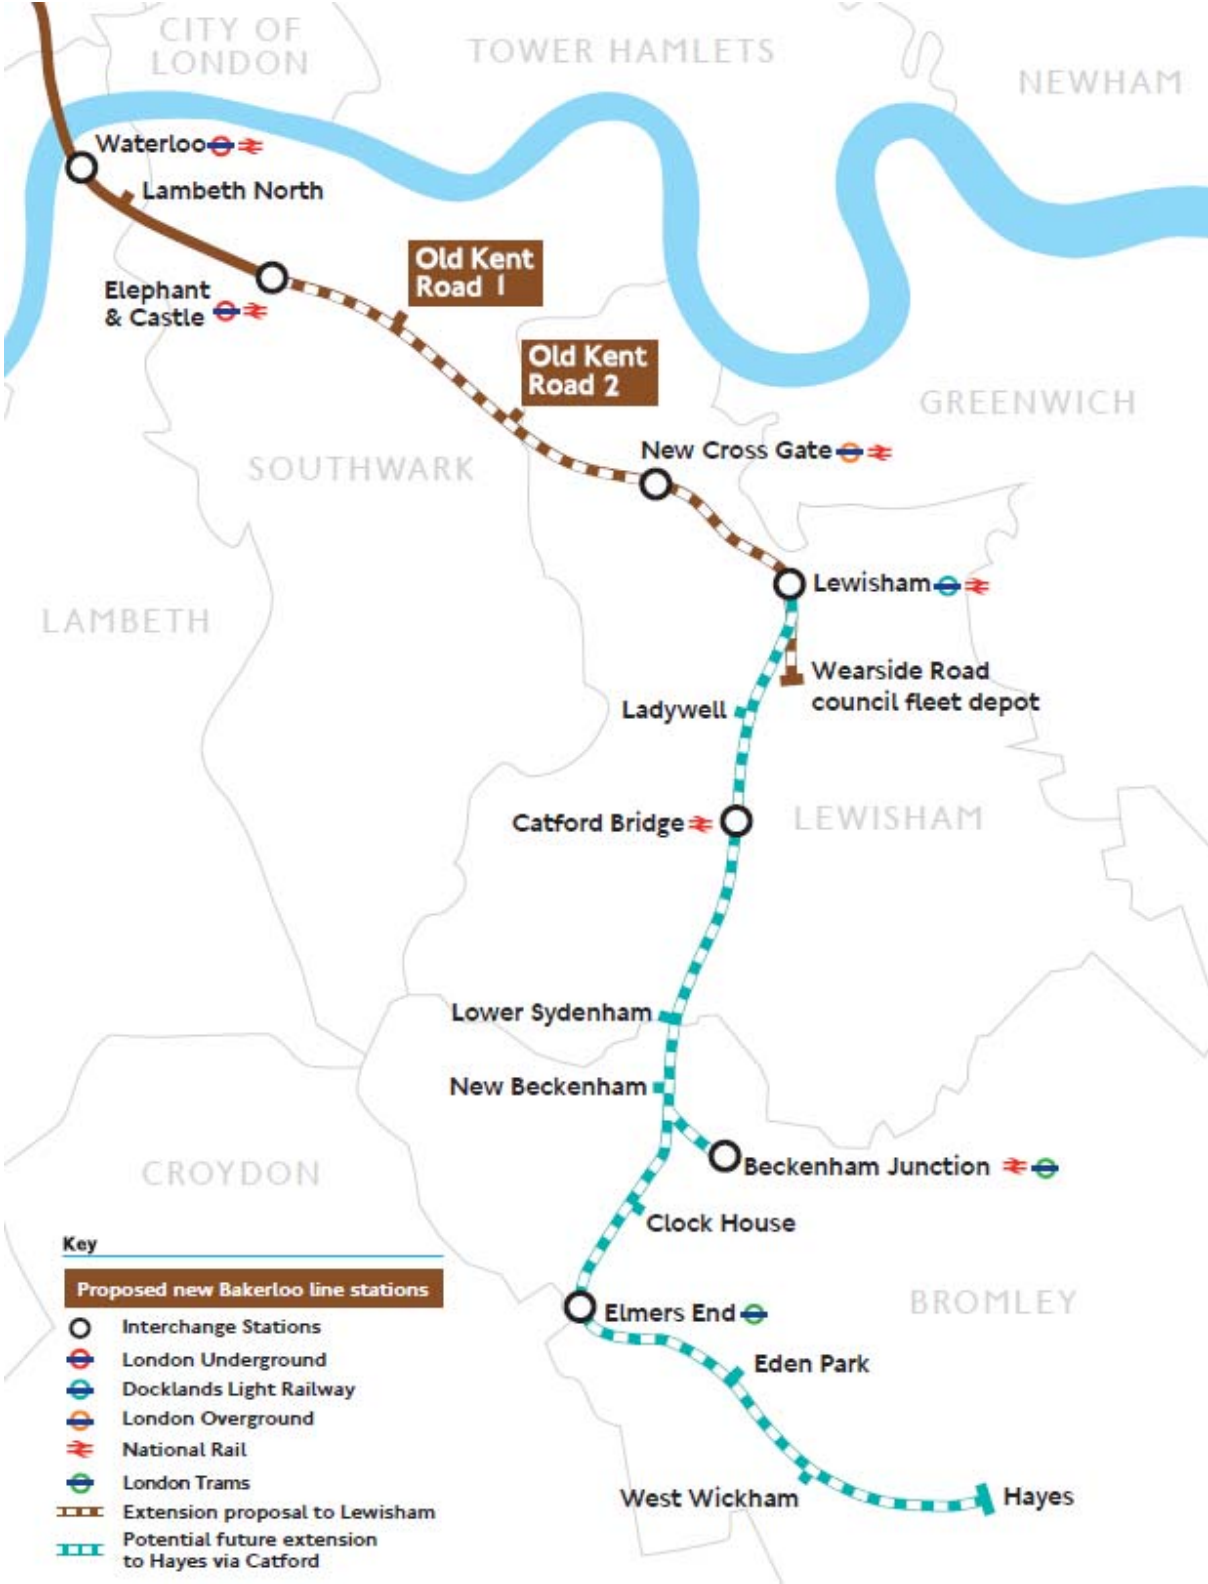 CITY OF
LONDON
TOWER HAMLETS
NEWHAM
Waterloo
Lambeth North
Old Kent
Road 1
Elephant
& Castle
Old Kent
Road 2
GREENWICH
New Cross Gate
SOUTHWARK
Lewisham
LAMBETH
Wearside Road
council fleet depot
Ladywell
Catford Bridge
LEWISHAM
Lower Sydenham
New Beckenham
Beckenham Junction
CROYDON
Clock House
Key
Proposed new Bakerloo line stations
Interchange Stations
London Underground
Docklands Light Railway
London Overground
National Rail
London Trams
Extension proposal to Lewisham
Potential future extension
to Hayes via Catford
BROMLEY
Elmers End
Eden Park
West Wickham
Hayes